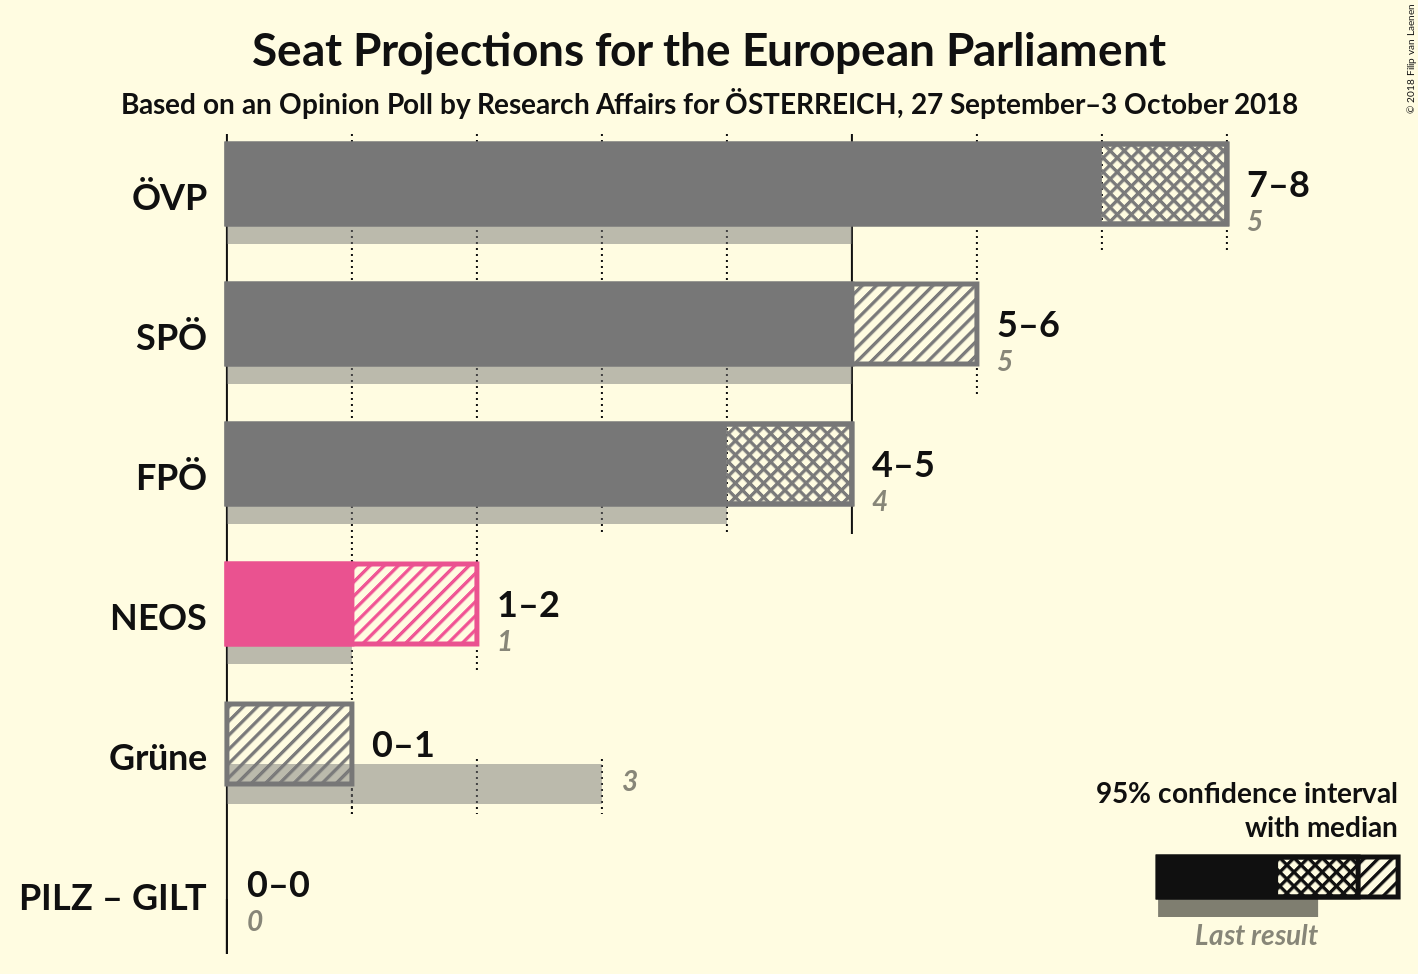 Seat Projections for the European Parliament
Based on an Opinion Poll by Research Affairs for ÖSTERREICH, 27 September–3 October 2018
© 2018 Filip van Laenen
ÖVP
7–8
5
SPÖ
5–6
5
FPÖ
4–5
4
NEOS
1–2
1
Grüne
0–1
3
PILZ – GILT
0–0
0
95% confidence interval
with median
Last result